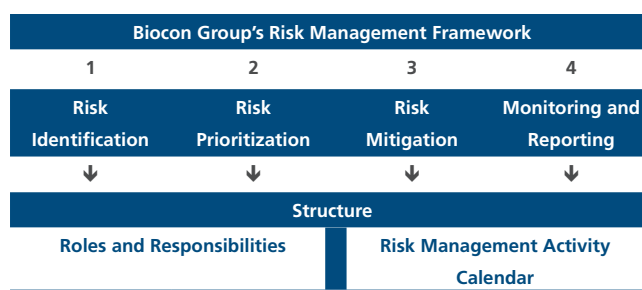 Biocon Group's Risk Management Framework
1 2 3 4
Risk Risk Risk Monitoring and
Identification Prioritization Mitigation Reporting
Structure
Roles and Responsibilities Risk Management Activity
Calendar